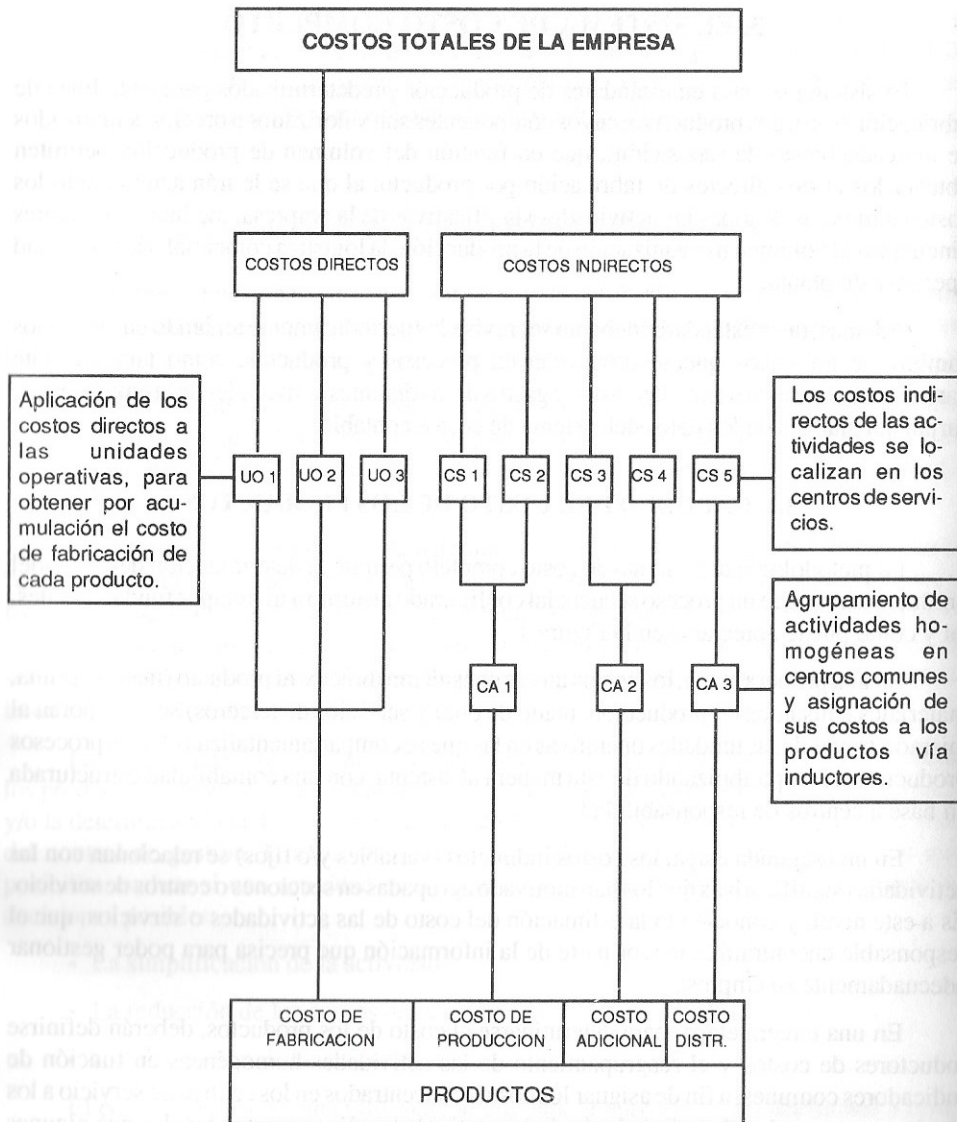 COSTOS TOTALES DE LA EMPRESA
COSTOS DIRECTOS
COSTOS INDIRECTOS
Aplicación de los
costos directos a
las unidades
operativas, para
obtener por acu-
mulación el costo
de fabricación de
cada producto.
UO 1
UO 2
UO 3
CS 1
CS 2
CS 3
CS 4
CS 5
Los costos indi-
rectos de las ac-
tividades se lo-
calizan en los
centros de servi-
cios.
CA 1
CA 2
CA 3
Agrupamiento de
actividades ho-
mogéneas en
centros comunes
y asignación de
sus costos a los
productos vía
inductores.
COSTO DE
FABRICACION
COSTO DE
PRODUCCION
COSTO
ADICIONAL
COSTO
DISTR.
PRODUCTOS